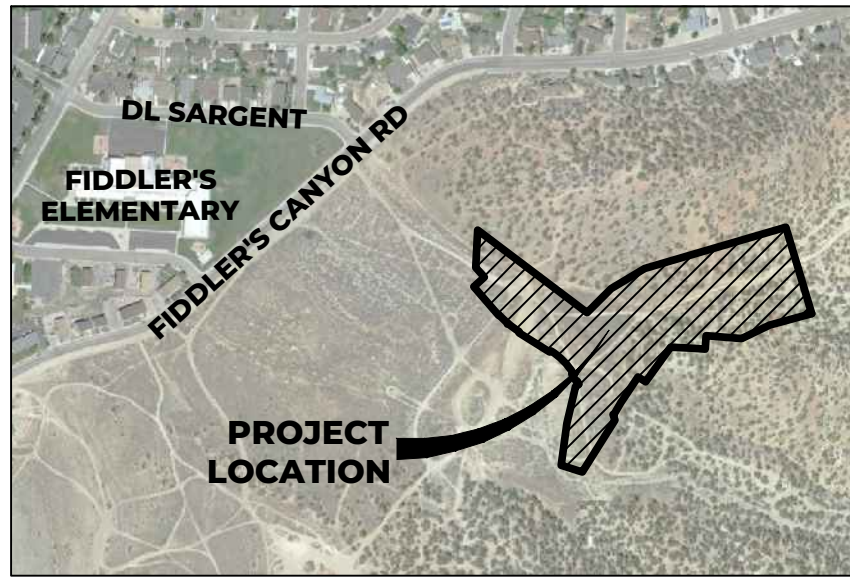 DL SARGENT
FIDDLER'S
ELEMENTARY
FIDDLER'S CANYON RD
PROJECT
LOCATION